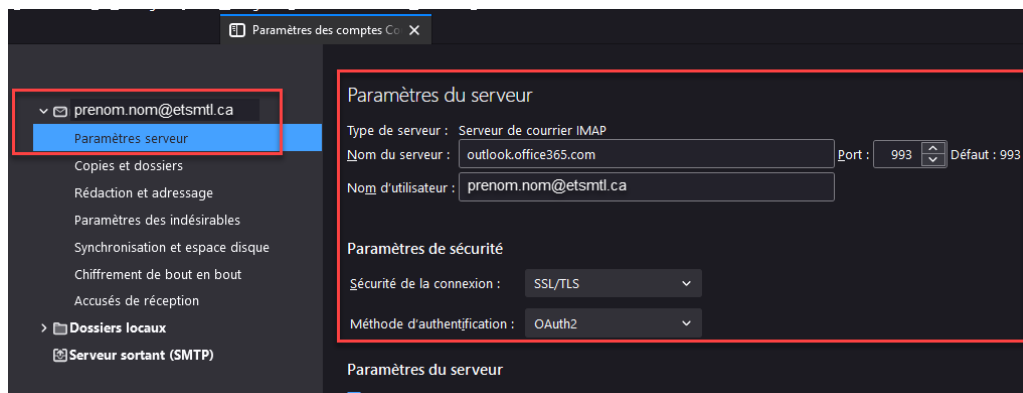 Paramètres des comptes Co
prenom.nom@etsmtl.ca
Paramètres serveur
Copies et dossiers
Rédaction et adressage
Paramètres des indésirables
Synchronisation et espace disque
Chiffrement de bout en bout
Accusés de réception
Dossiers locaux
Serveur sortant (SMTP)
Paramètres du serveur
Type de serveur : Serveur de courrier IMAP
Nom du serveur : outlook.office365.com Port : 993 Défaut : 993
Nom d'utilisateur : prenom.nom@etsmtl.ca
Paramètres de sécurité
Sécurité de la connexion : SSL/TLS
Méthode d'authentification : OAuth2
Paramètres du serveur